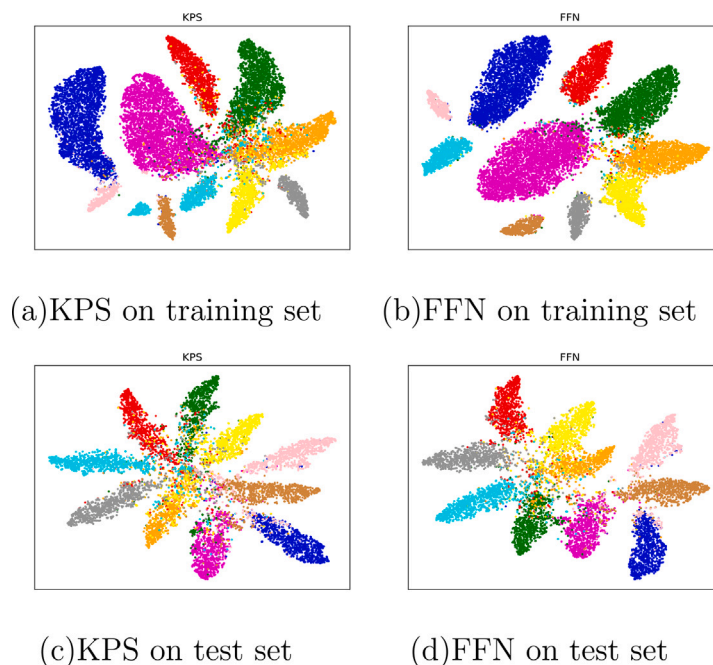 KPS
FFN
(a)KPS on training set
(b)FFN on training set
KPS
FFN
(c)KPS on test set
(d)FFN on test set